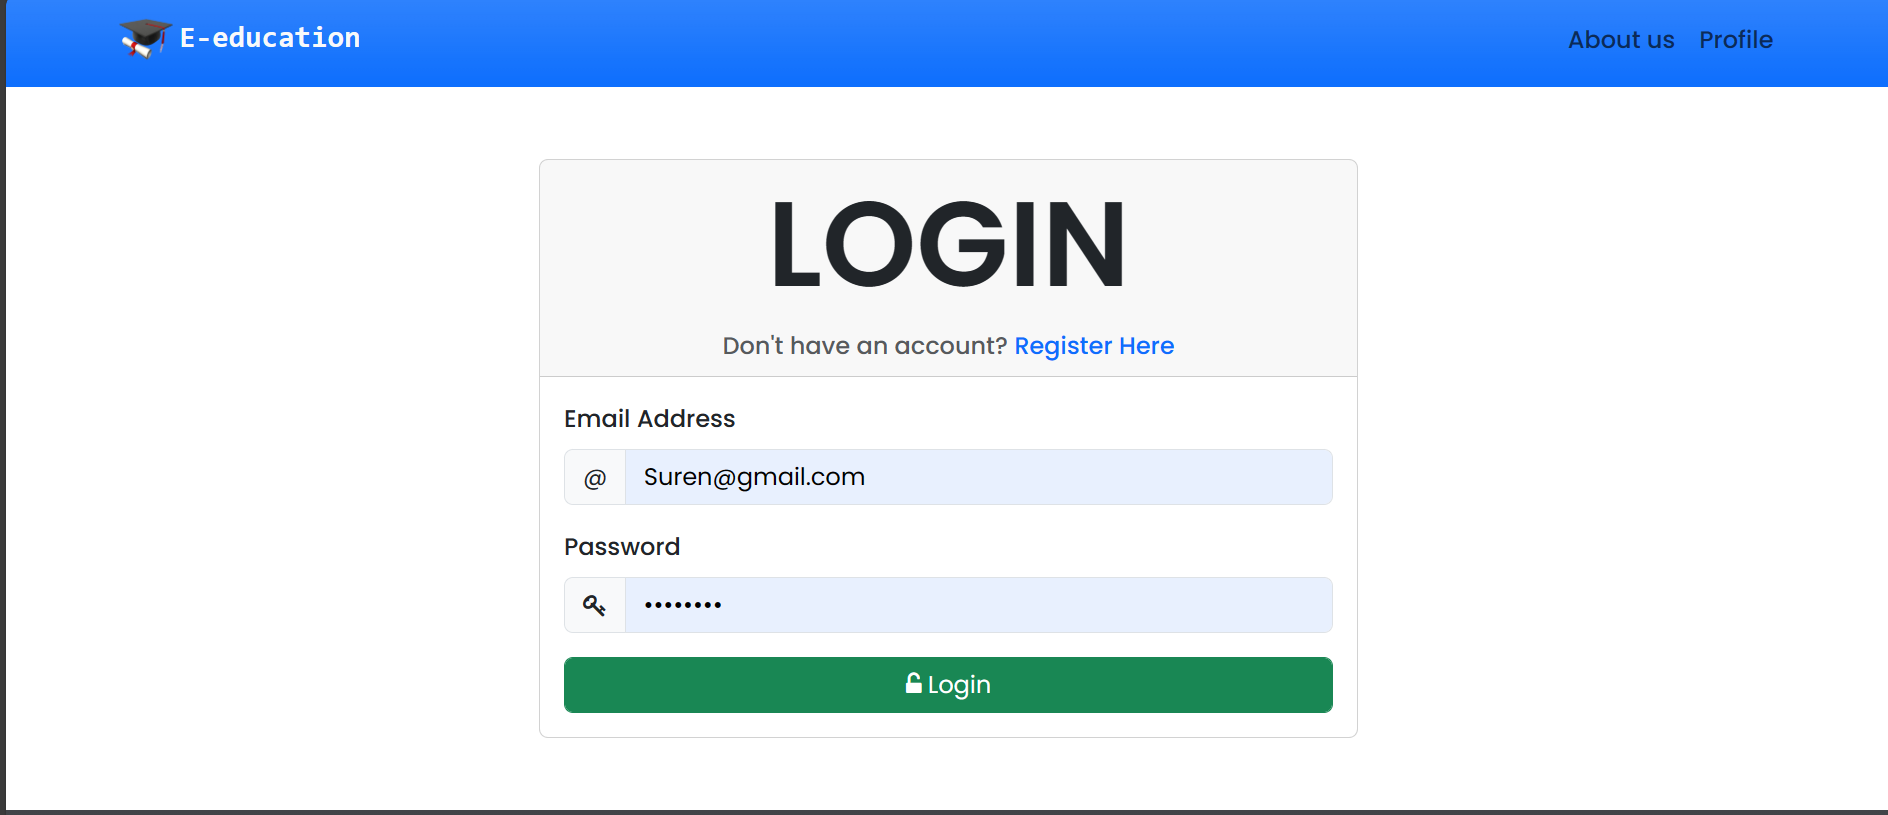 E-education
About us Profile
LOGIN
Don't have an account? Register Here
Email Address
@ Suren@gmail.com
Password
••••••••
Login